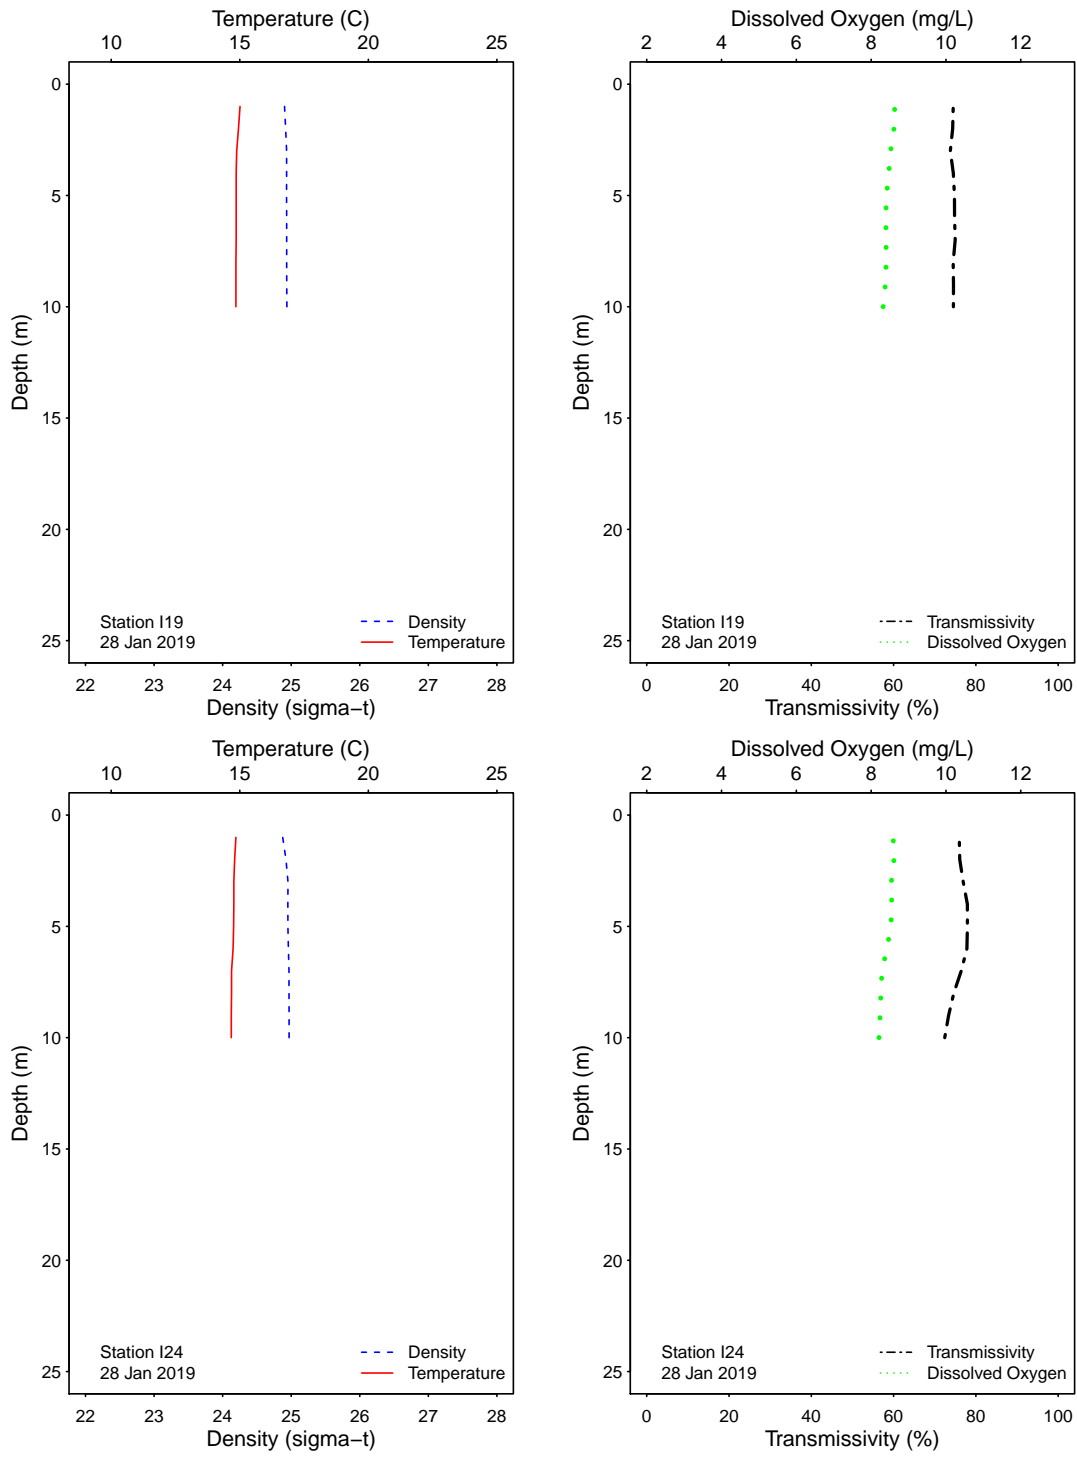 Temperature (C)
10 15 20 25
0
5
10
15
20
25
Depth (m)
Station I19
28 Jan 2019
Density
Temperature
22 23 24 25 26 27 28
Density (sigma−t)
Dissolved Oxygen (mg/L)
2 4 6 8 10 12
0
5
10
15
20
25
Depth (m)
Station I19
28 Jan 2019
Transmissivity
Dissolved Oxygen
0 20 40 60 80 100
Transmissivity (%)
Temperature (C)
10 15 20 25
0
5
10
15
20
25
Depth (m)
Station I24
28 Jan 2019
Density
Temperature
22 23 24 25 26 27 28
Density (sigma−t)
Dissolved Oxygen (mg/L)
2 4 6 8 10 12
0
5
10
15
20
25
Depth (m)
Station I24
28 Jan 2019
Transmissivity
Dissolved Oxygen
0 20 40 60 80 100
Transmissivity (%)